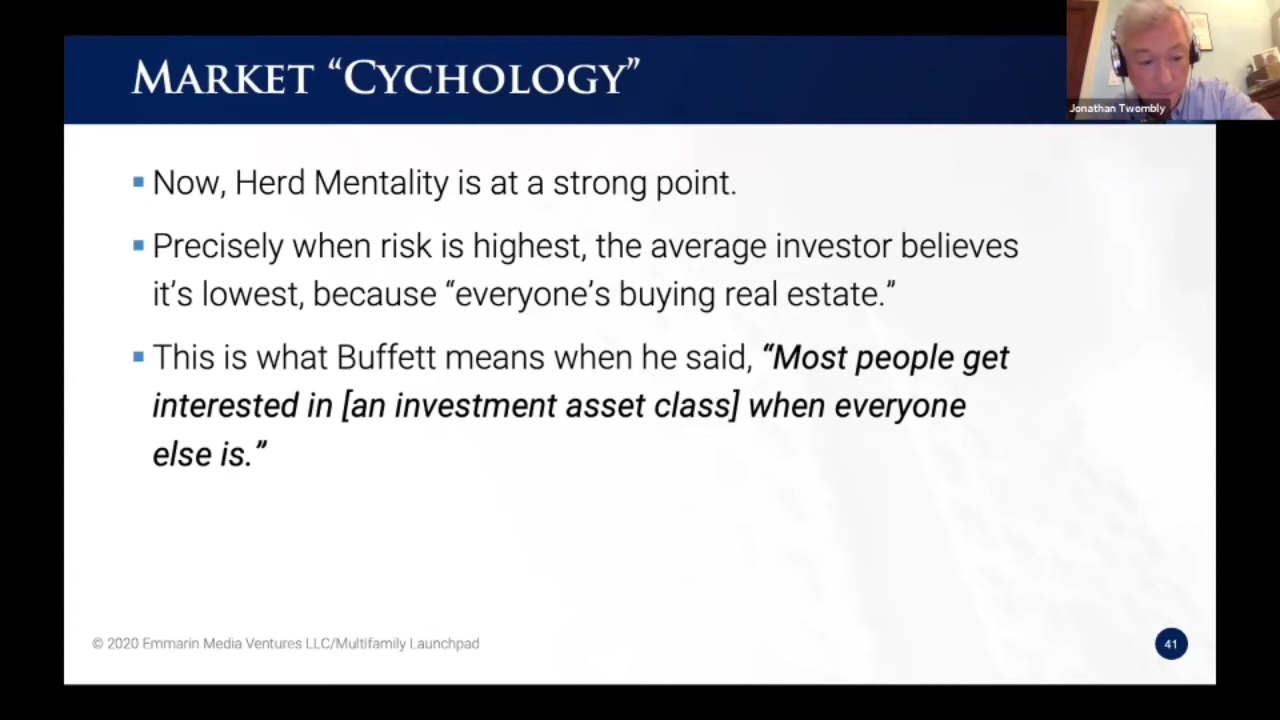 MARKET “CYCHOLOGY”
Jonathan Twombly
▪ Now, Herd Mentality is at a strong point.
▪ Precisely when risk is highest, the average investor believes
it’s lowest, because “everyone’s buying real estate.”
▪ This is what Buffett means when he said, “Most people get
interested in [an investment asset class] when everyone
else is.”
© 2020 Emmarin Media Ventures LLC/Multifamily Launchpad
41